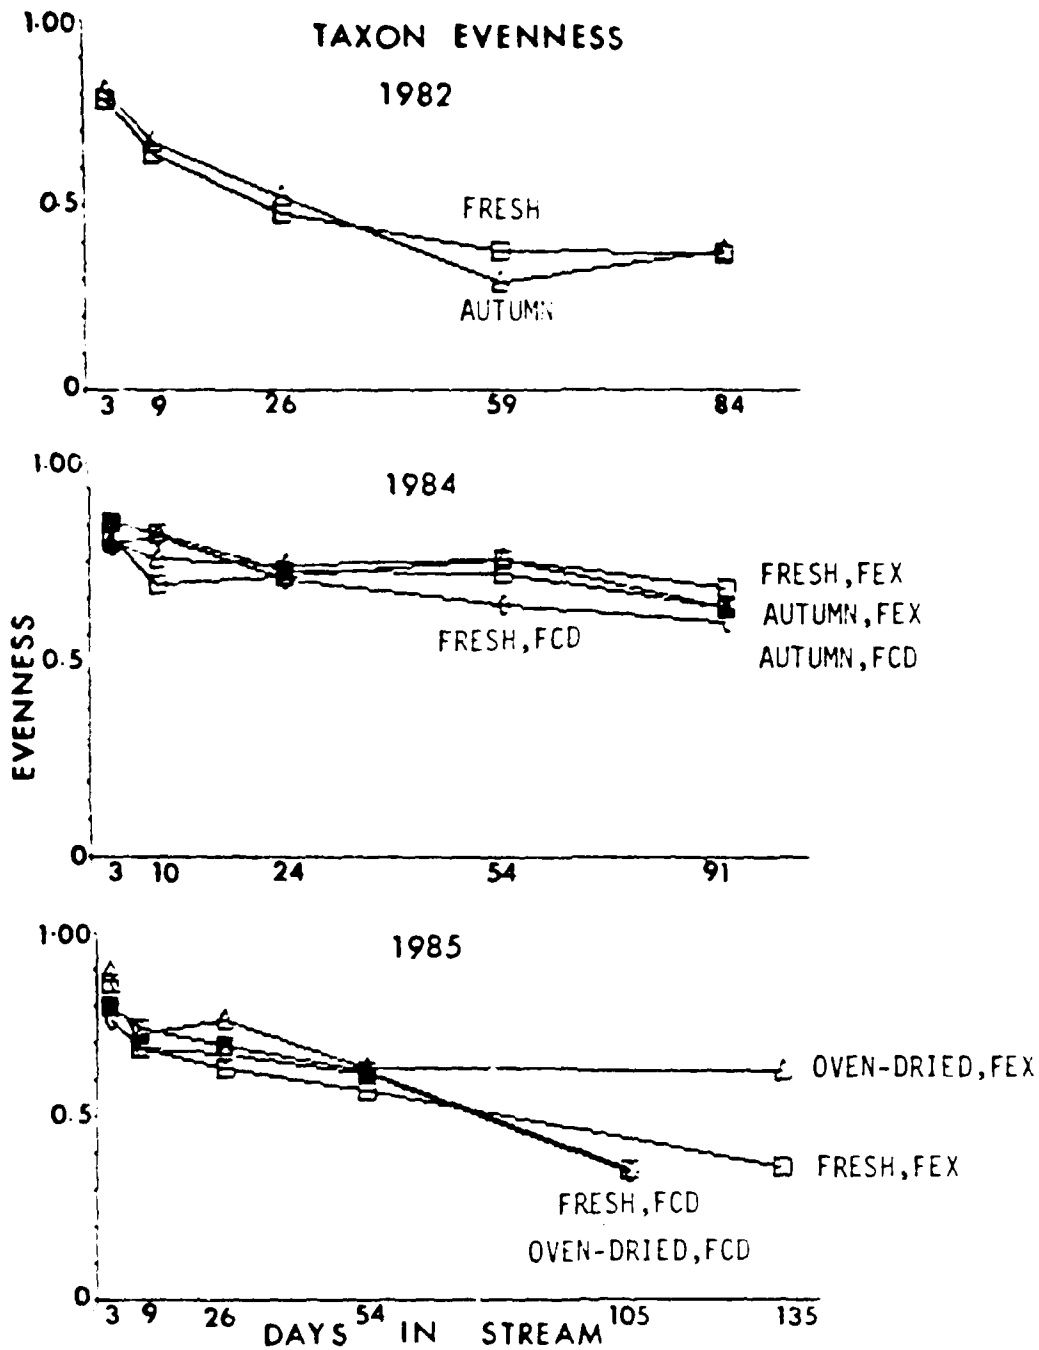 TAXON EVENNESS
1982
1.00
0.5
0
FRESH
AUTUMN
3 9 26 59 84
1984
1.00
0.5
0
FRESH,FEX
AUTUMN,FEX
AUTUMN,FCD
FRESH,FCD
3 10 24 54 91
EVENNESS
1985
1.00
0.5
0
OVEN-DRIED,FEX
FRESH,FEX
FRESH,FCD
OVEN-DRIED,FCD
3 9 26 54 105 135
DAYS IN STREAM